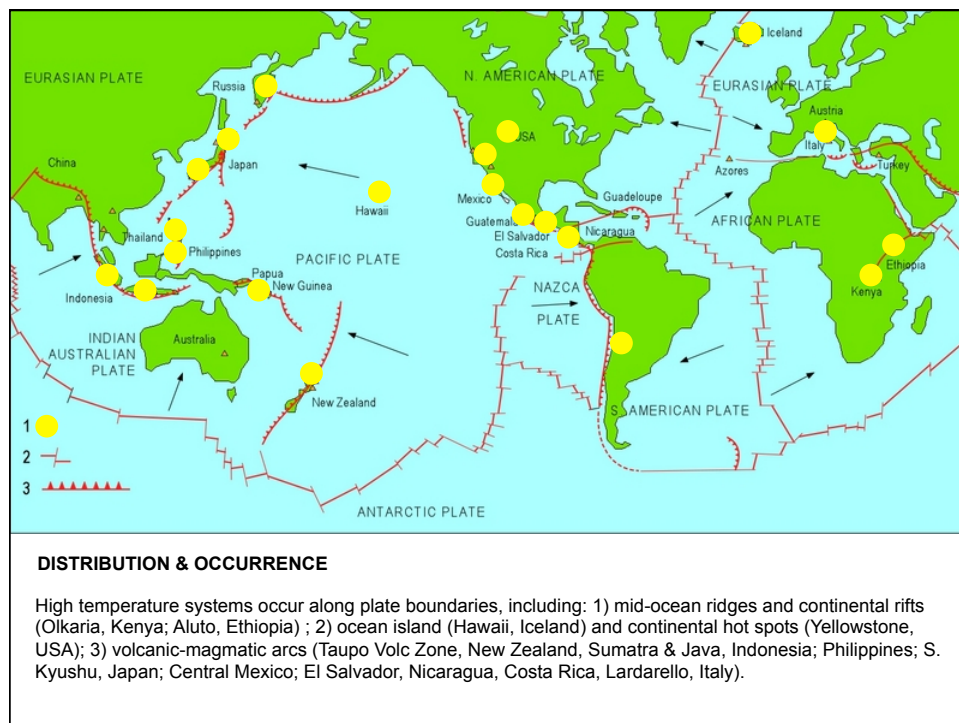 Iceland
EURASIAN PLATE
N. AMERICAN PLATE
EURASIAN PLATE
Russia
Austria
USA
Italy
China
Japan
Azores
Turkey
Hawaii
Mexico
Guadeloupe
Guatemala
AFRICAN PLATE
Thailand
El Salvador
Nicaragua
Philippines
Costa Rica
PACIFIC PLATE
Ethiopia
Papua
New Guinea
Indonesia
Kenya
NAZCA
PLATE
INDIAN
AUSTRALIAN
PLATE
Australia
New Zealand
S. AMERICAN PLATE
1
2
3
ANTARCTIC PLATE
DISTRIBUTION & OCCURRENCE
High temperature systems occur along plate boundaries, including: 1) mid-ocean ridges and continental rifts
(Olkaria, Kenya; Aluto, Ethiopia) ; 2) ocean island (Hawaii, Iceland) and continental hot spots (Yellowstone,
USA); 3) volcanic-magmatic arcs (Taupo Volc Zone, New Zealand, Sumatra & Java, Indonesia; Philippines; S.
Kyushu, Japan; Central Mexico; El Salvador, Nicaragua, Costa Rica, Lardarello, Italy).